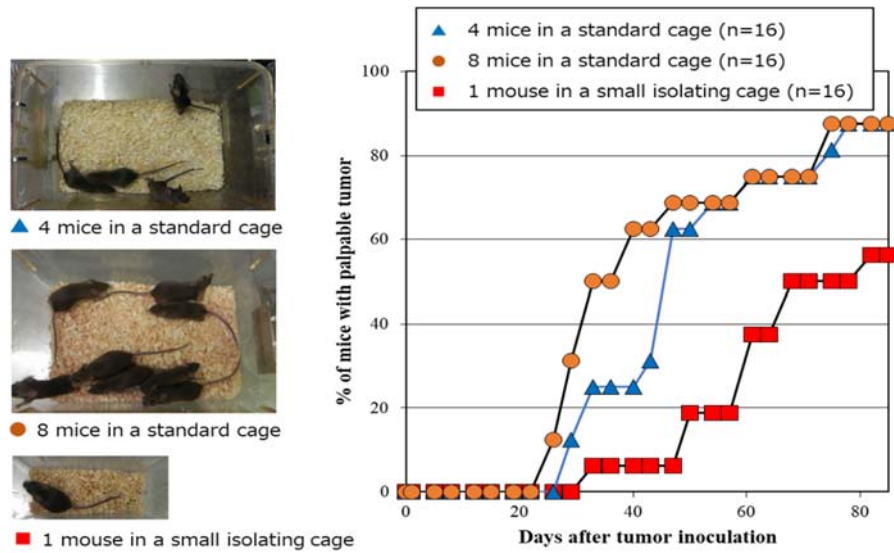 4 mice in a standard cage
8 mice in a standard cage
1 mouse in a small isolating cage
4 mice in a standard cage (n=16)
8 mice in a standard cage (n=16)
1 mouse in a small isolating cage (n=16)
% of mice with palpable tumor
100
80
60
40
20
0
0
20
40
60
80
Days after tumor inoculation